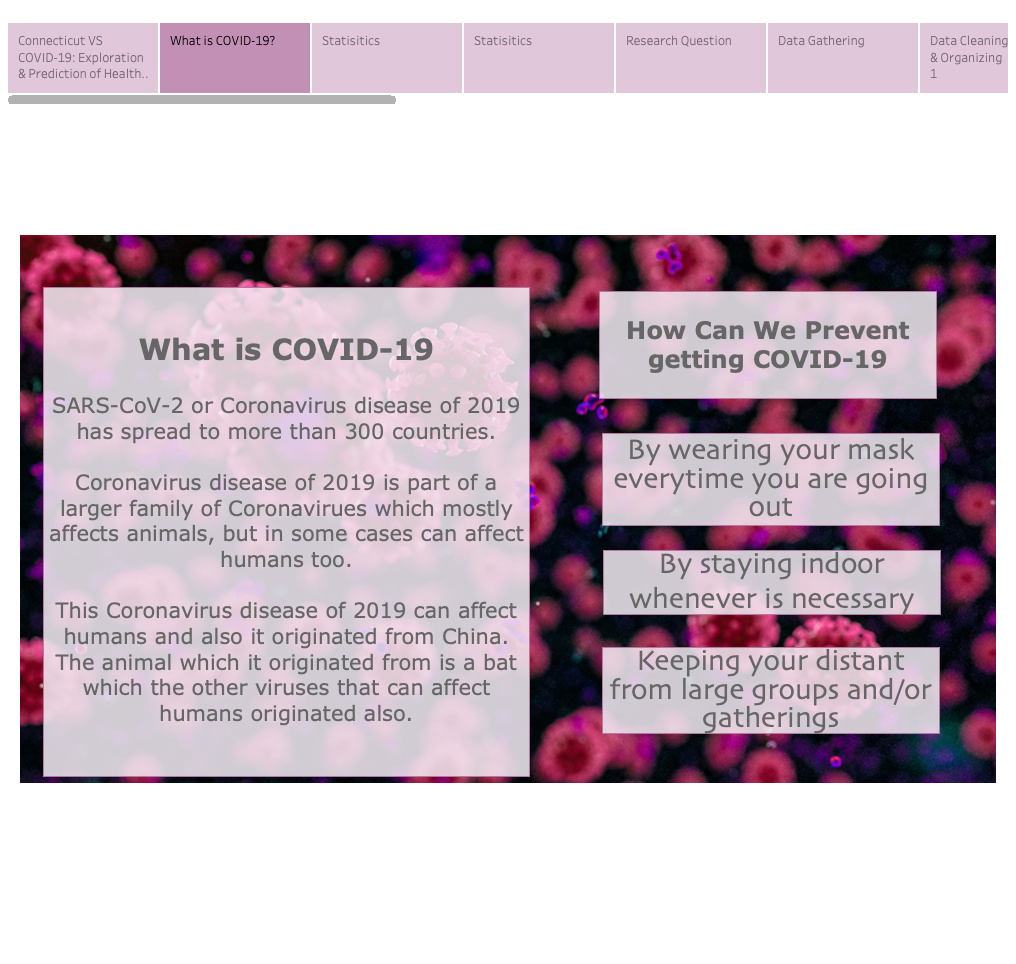 Connecticut VS
COVID-19: Exploration
& Prediction of Health..
What is COVID-19?
Statisitics
Statisitics
Research Question
Data Gathering
Data Cleaning
& Organizing
1
What is COVID-19
SARS-CoV-2 or Coronavirus disease of 2019
has spread to more than 300 countries.
Coronavirus disease of 2019 is part of a
larger family of Coronavirues which mostly
affects animals, but in some cases can affect
humans too.
This Coronavirus disease of 2019 can affect
humans and also it originated from China.
The animal which it originated from is a bat
which the other viruses that can affect
humans originated also.
How Can We Prevent
getting COVID-19
By wearing your mask
everytime you are going
out
By staying indoor
whenever is necessary
Keeping your distant
from large groups and/or
gatherings